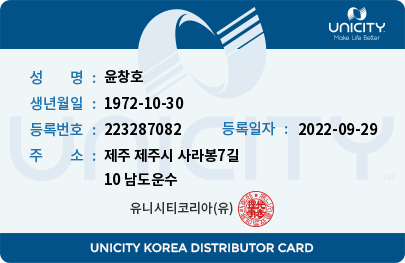 UNICITY
Make Life Better
성 명 : 윤창호
생년월일 : 1972-10-30
등록번호 : 223287082 등록일자 : 2022-09-29
주 소 : 제주 제주시 사라봉7길
10 남도운수
UNICITY
TM
유니시티코리아(유)
UNICITY KOREA DISTRIBUTOR CARD